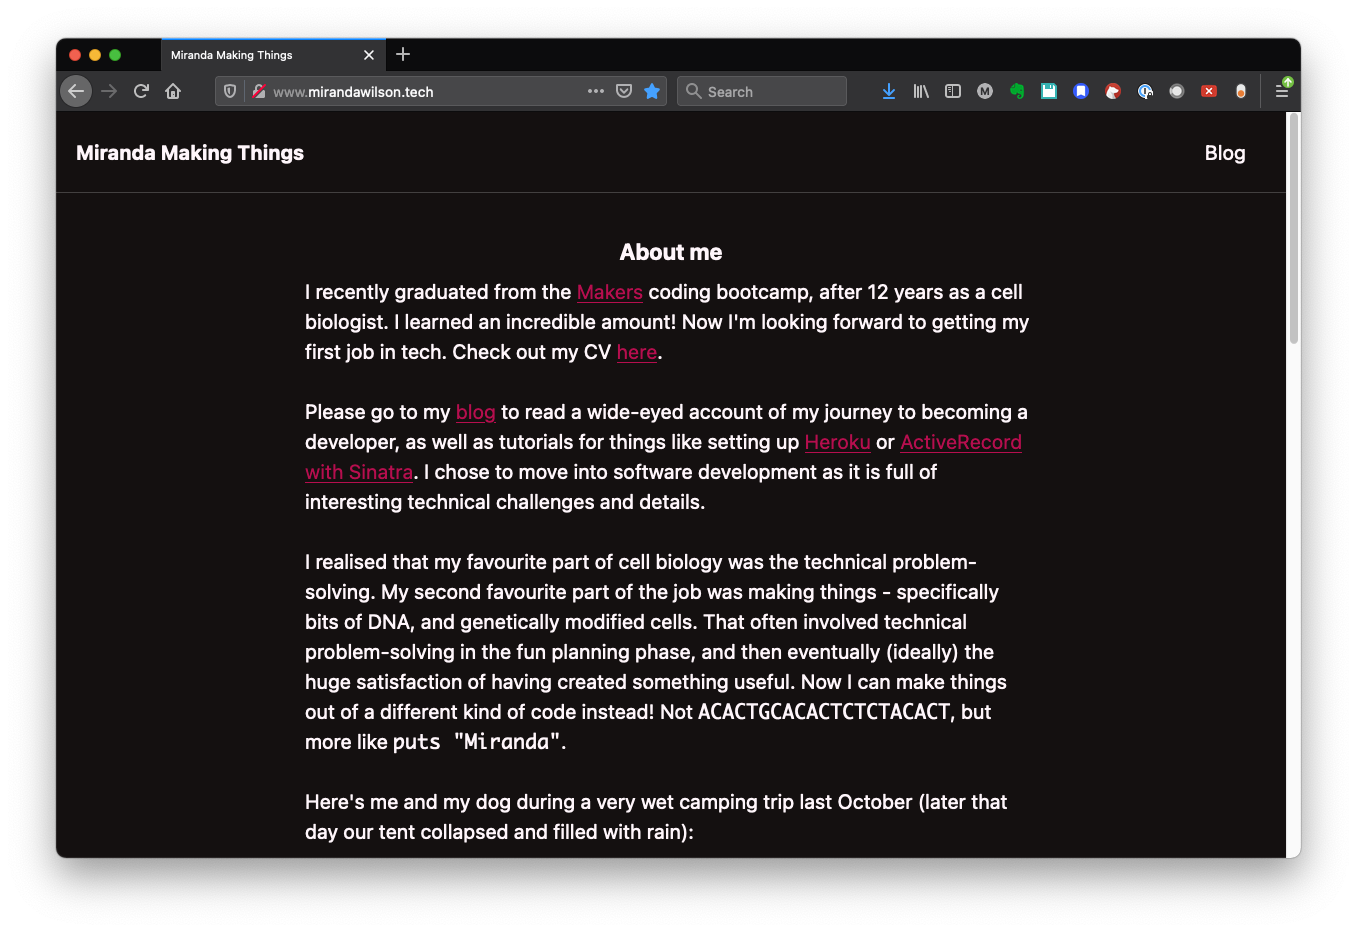 Miranda Making Things
www.mirandawilson.tech
Search
Miranda Making Things
Blog
About me
I recently graduated from the Makers coding bootcamp, after 12 years as a cell
biologist. I learned an incredible amount! Now I'm looking forward to getting my
first job in tech. Check out my CV here.
Please go to my blog to read a wide-eyed account of my journey to becoming a
developer, as well as tutorials for things like setting up Heroku or ActiveRecord
with Sinatra. I chose to move into software development as it is full of
interesting technical challenges and details.
I realised that my favourite part of cell biology was the technical problem-
solving. My second favourite part of the job was making things - specifically
bits of DNA, and genetically modified cells. That often involved technical
problem-solving in the fun planning phase, and then eventually (ideally) the
huge satisfaction of having created something useful. Now I can make things
out of a different kind of code instead! Not ACACTGCACACTCTCTACACT, but
more like puts "Miranda".
Here's me and my dog during a very wet camping trip last October (later that
day our tent collapsed and filled with rain):